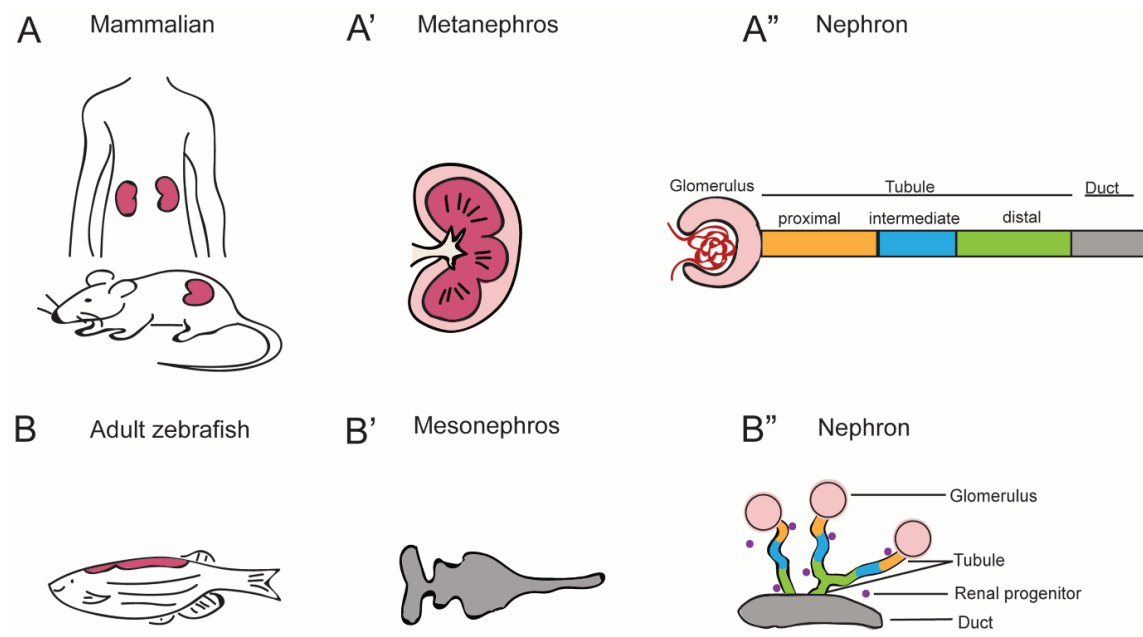 A Mammalian
A’ Metanephros
A” Nephron
Glomerulus Tubule Duct
proximal intermediate distal
B Adult zebrafish
B’ Mesonephros
B” Nephron
Glomerulus
Tubule
Renal progenitor
Duct